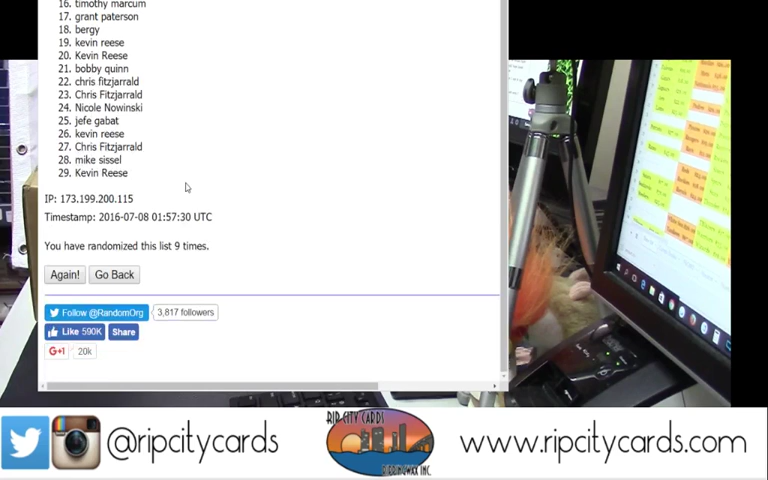 16. timothy marcum
17. grant paterson
18. bergy
19. kevin reese
20. Kevin Reese
21. bobby quinn
22. chris fitzjarrald
23. Chris Fitzjarrald
24. Nicole Nowinski
25. jefe gabat
26. kevin reese
27. Chris Fitzjarrald
28. mike sissel
29. Kevin Reese
IP: 173.199.200.115
Timestamp: 2016-07-08 01:57:30 UTC
You have randomized this list 9 times.
Again! Go Back
Follow @RandomOrg 3,817 followers
Like 590K Share
G+1 20k
@ripcitycards RIP CITY CARDS RIPPINGWAX INC. www.ripcitycards.com